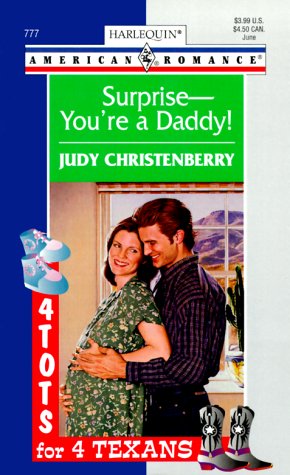 777
HARLEQUIN®
$3.99 U.S.
$4.50 CAN.
June
AMERICAN ROMANCE®
Surprise—
You're a Daddy!
JUDY CHRISTENBERRY
4 TOTS
for 4 TEXANS